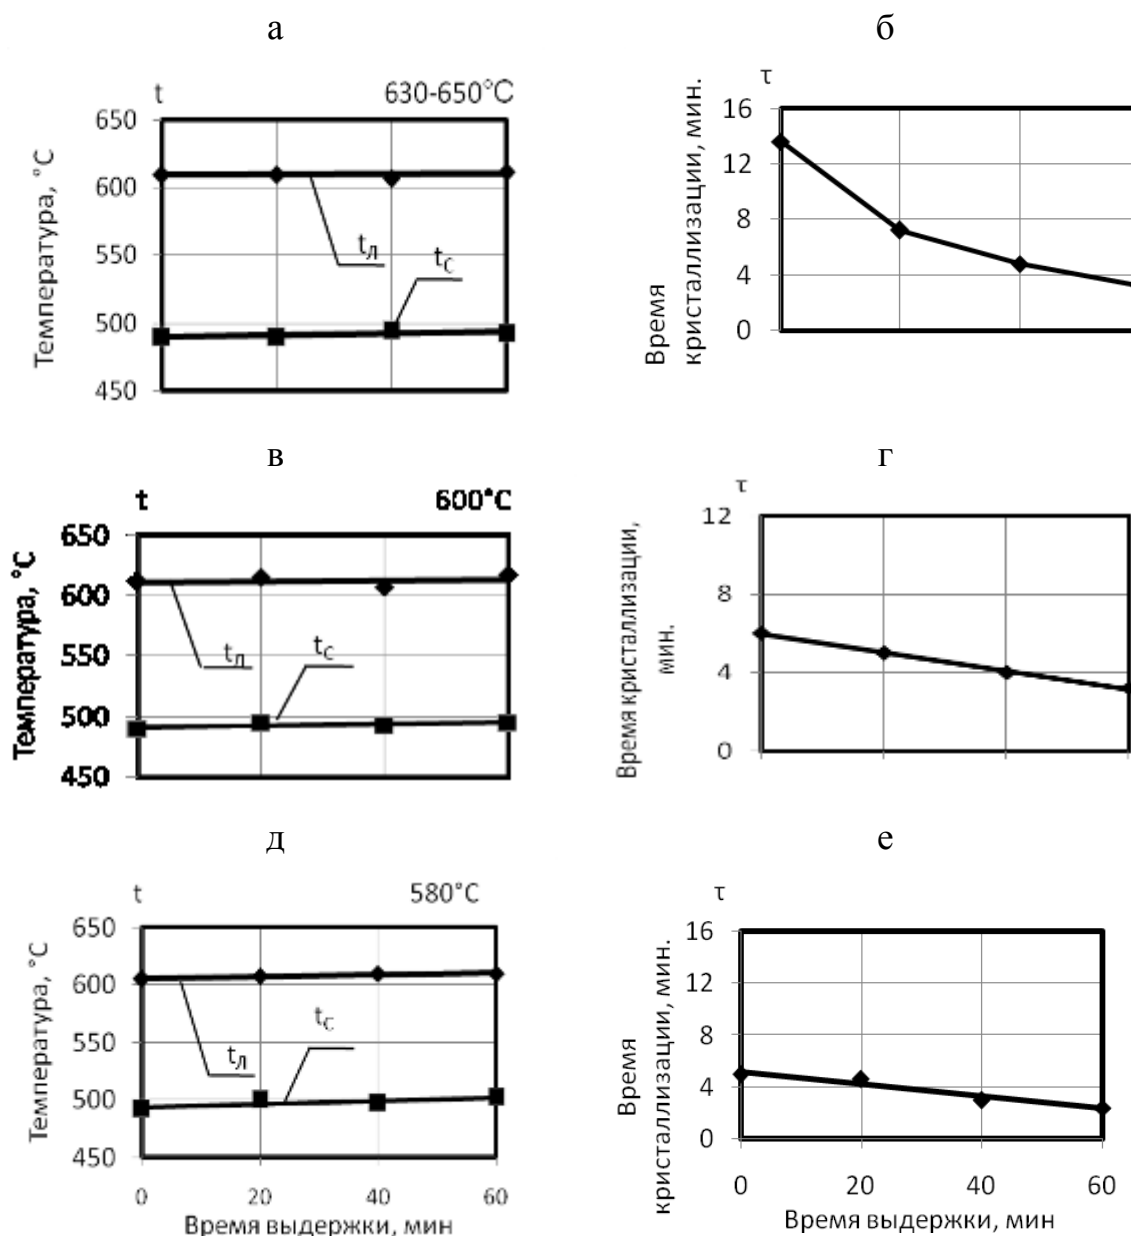 а
б
t
630-650°С
650
600
550
500
450
Температура, °С
tл
tс
τ
16
12
8
4
0
Время
кристаллизации, мин.
в
г
t
600°С
650
600
550
500
450
Температура, °С
tл
tс
τ
12
8
4
0
Время кристаллизации,
мин.
д
е
t
580°С
650
600
550
500
450
Температура, °С
tл
tс
0
20
40
60
Время выдержки, мин
τ
16
12
8
4
0
Время
кристаллизации, мин.
0
20
40
60
Время выдержки, мин